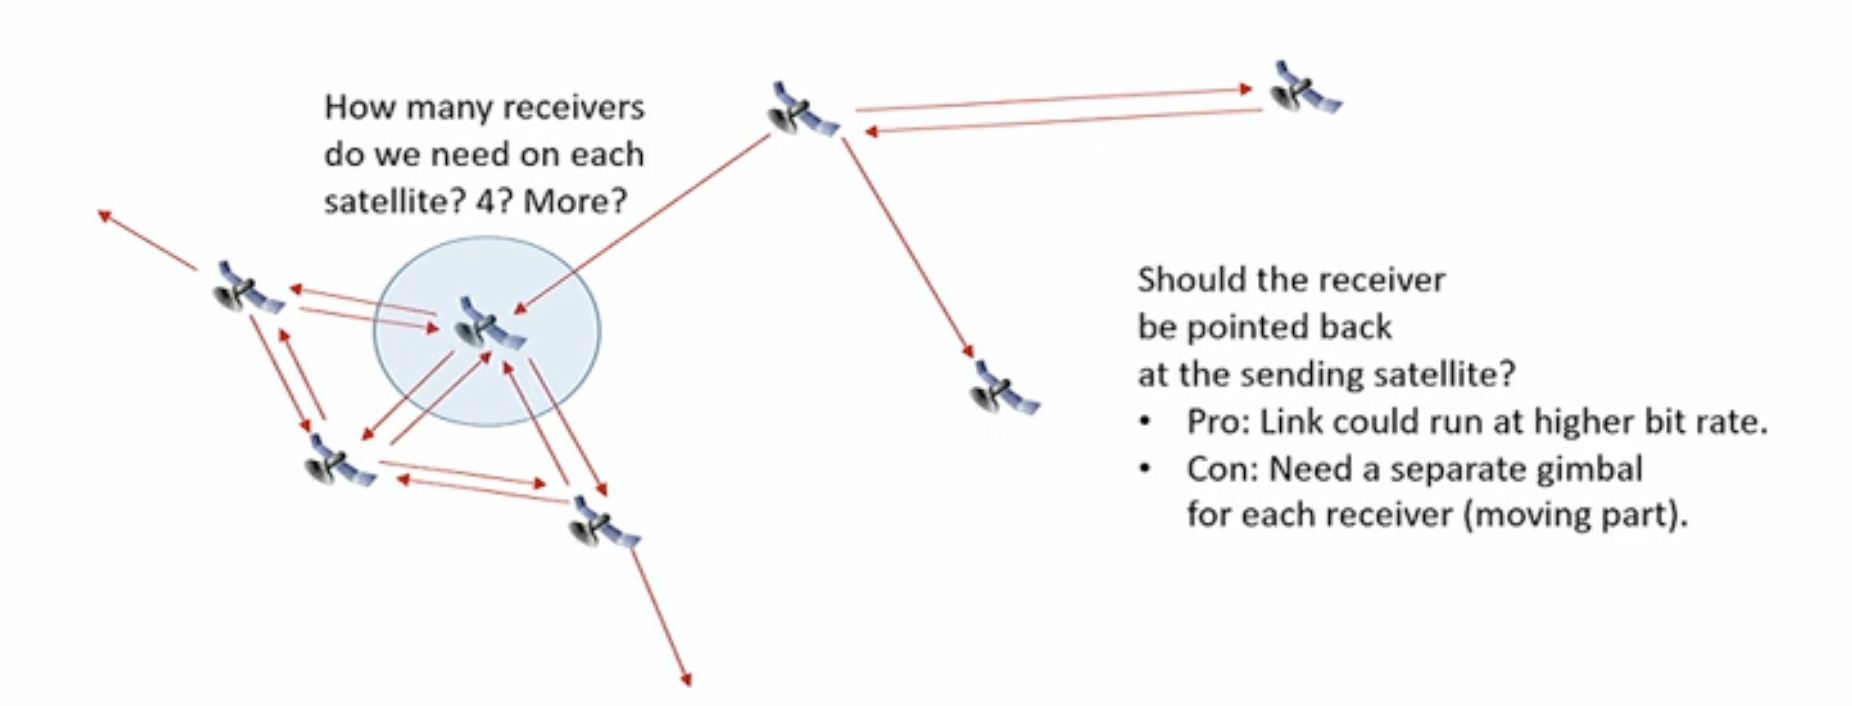 How many receivers
do we need on each
satellite? 4? More?
Should the receiver
be pointed back
at the sending satellite?
• Pro: Link could run at higher bit rate.
• Con: Need a separate gimbal
for each receiver (moving part).